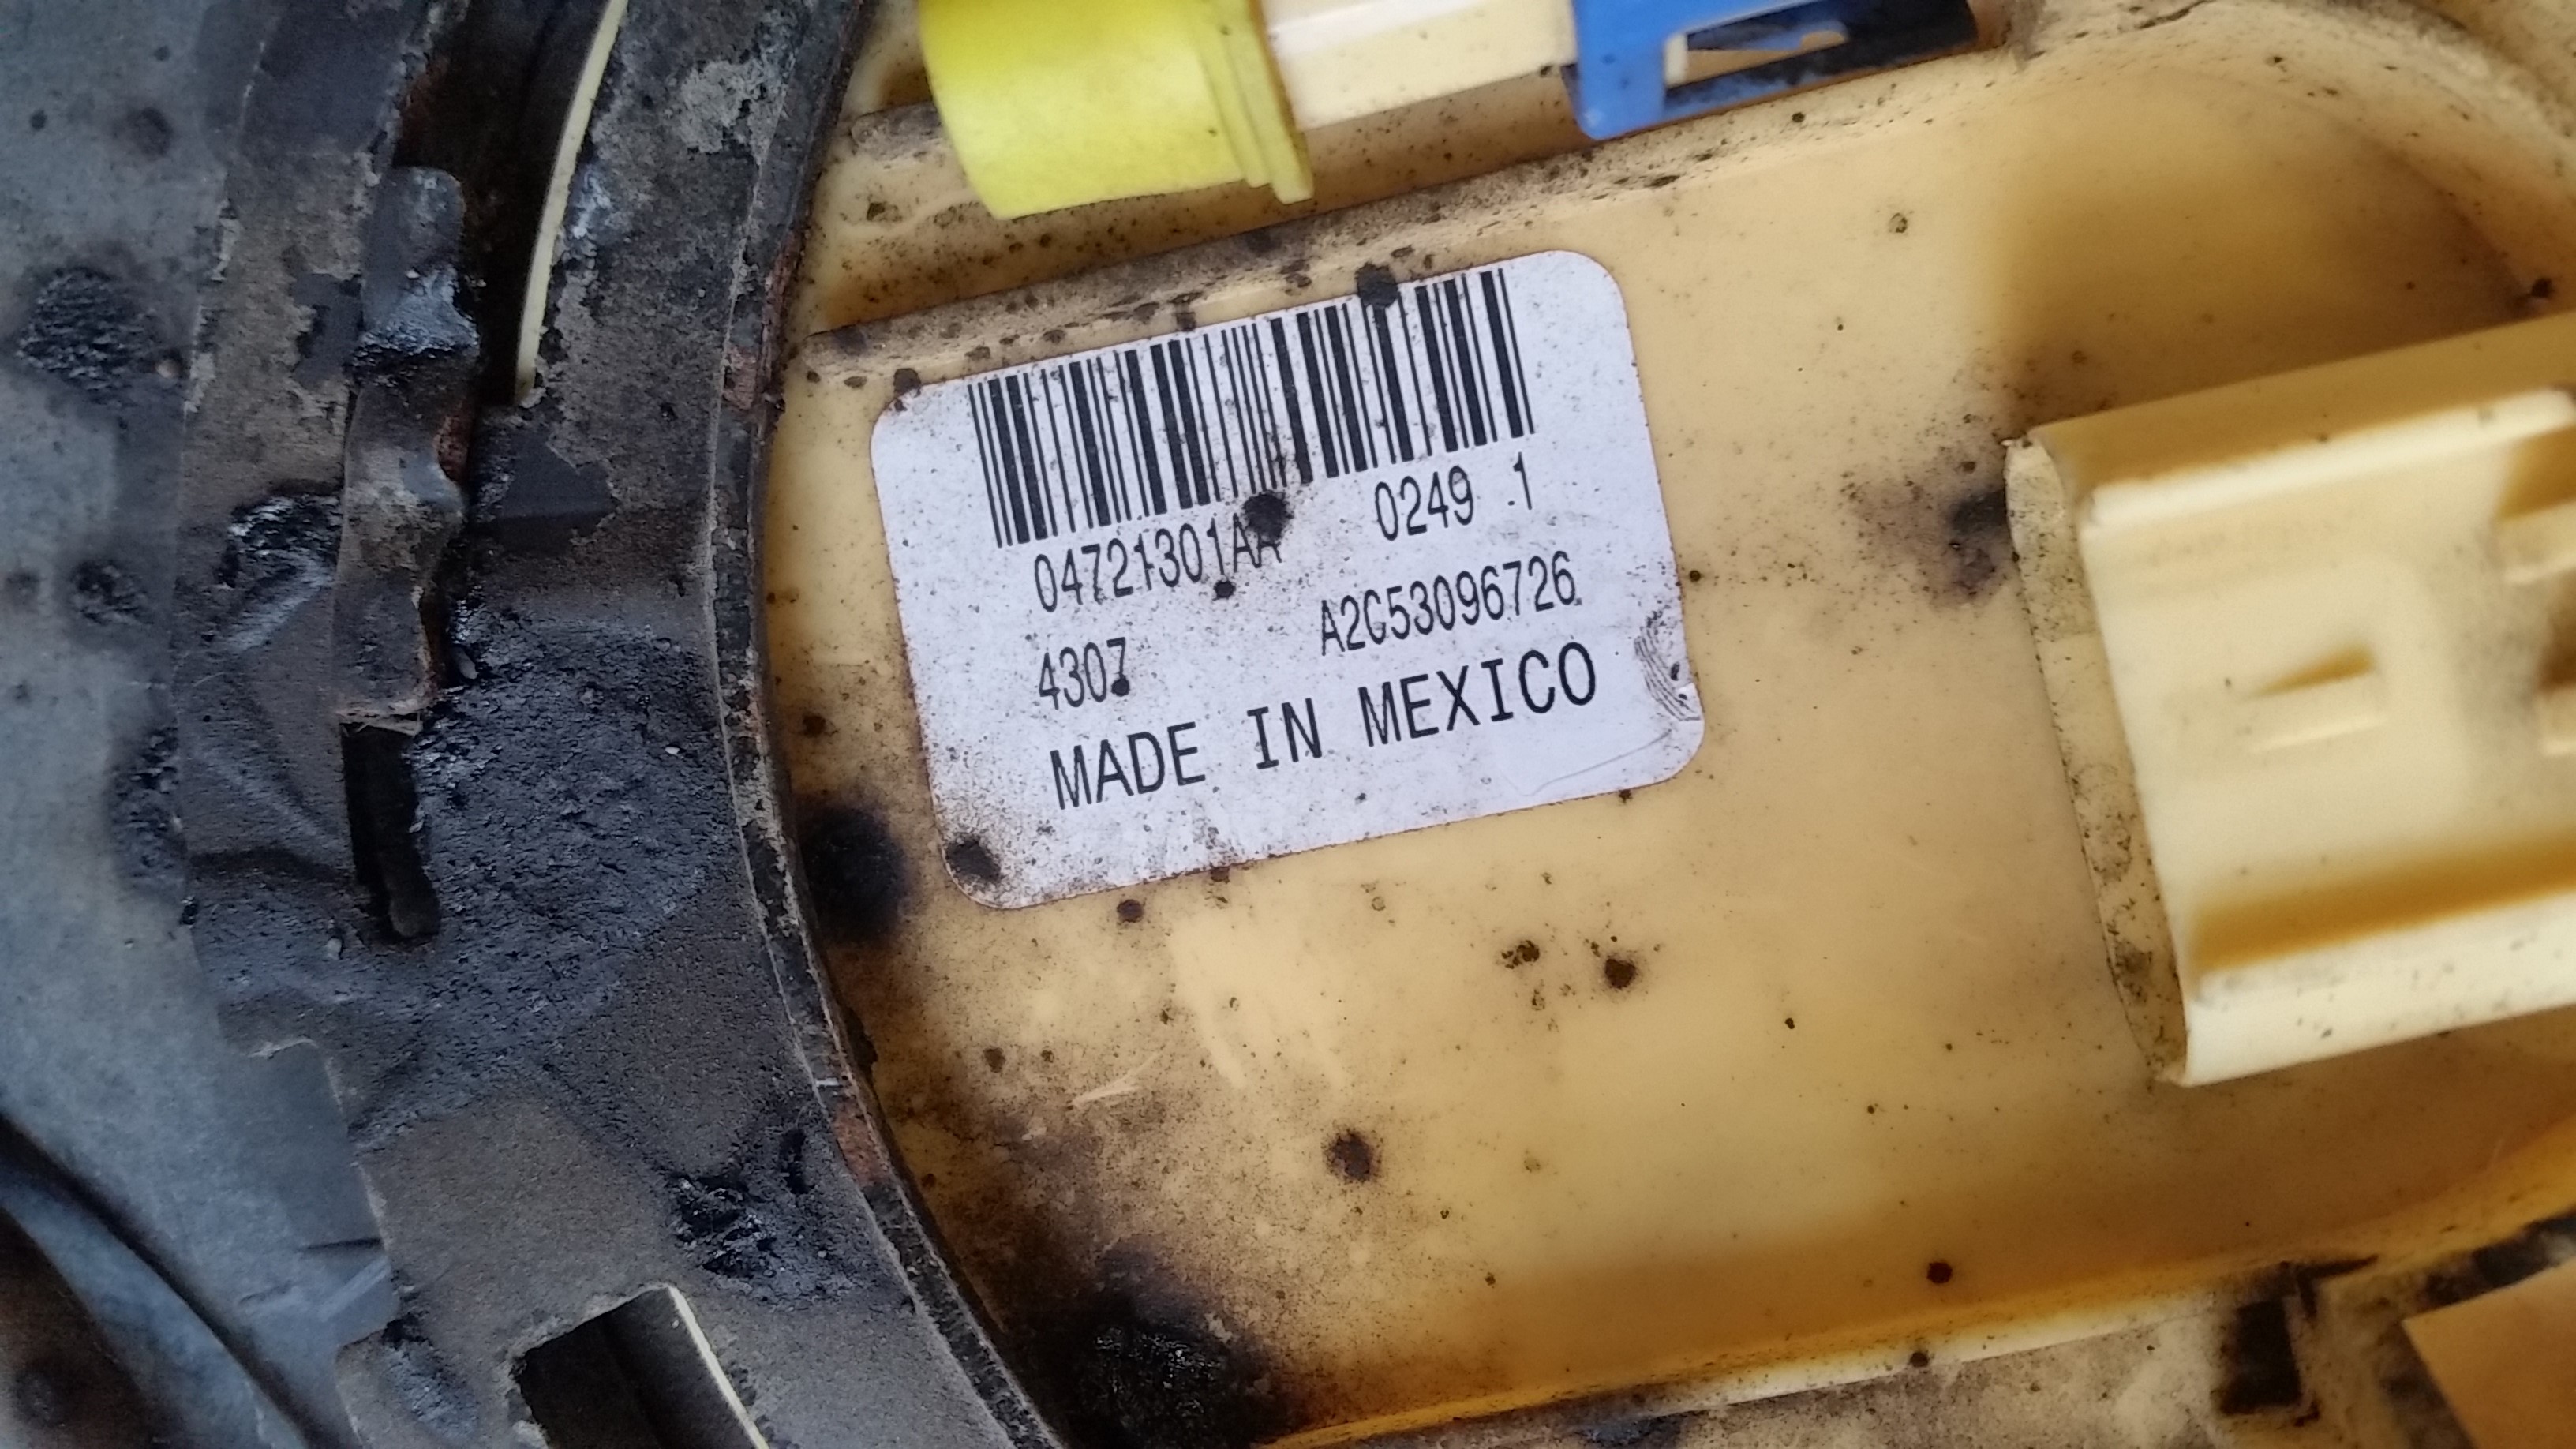 04721301AA 0249 1
4307 A2C53096726
MADE IN MEXICO